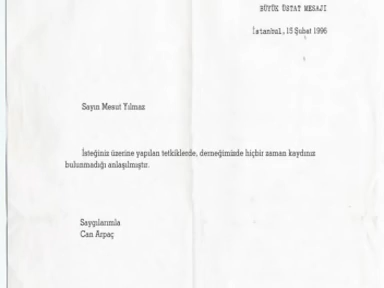 BÜYÜK ÜSTAT MESAJI
İstanbul, 15 Şubat 1996
Sayın Mesut Yılmaz
İsteğiniz üzerine yapılan tetkiklerde, derneğimizde hiçbir zaman kaydınız
bulunmadığı anlaşılmıştır.
Saygılarımla
Can Arpaç